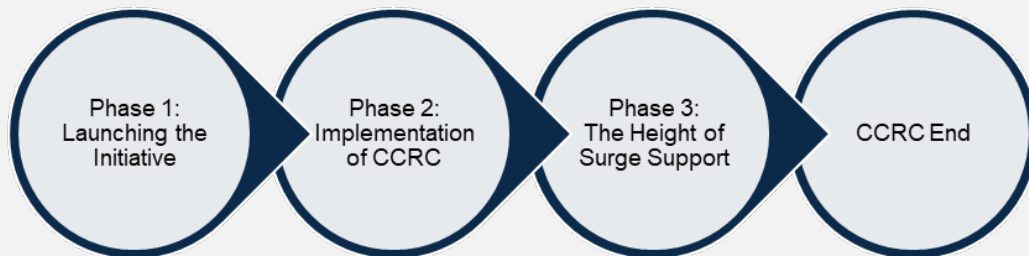 Phase 1:
Launching the
Initiative
Phase 2:
Implementation
of CCRC
Phase 3:
The Height of
Surge Support
CCRC End